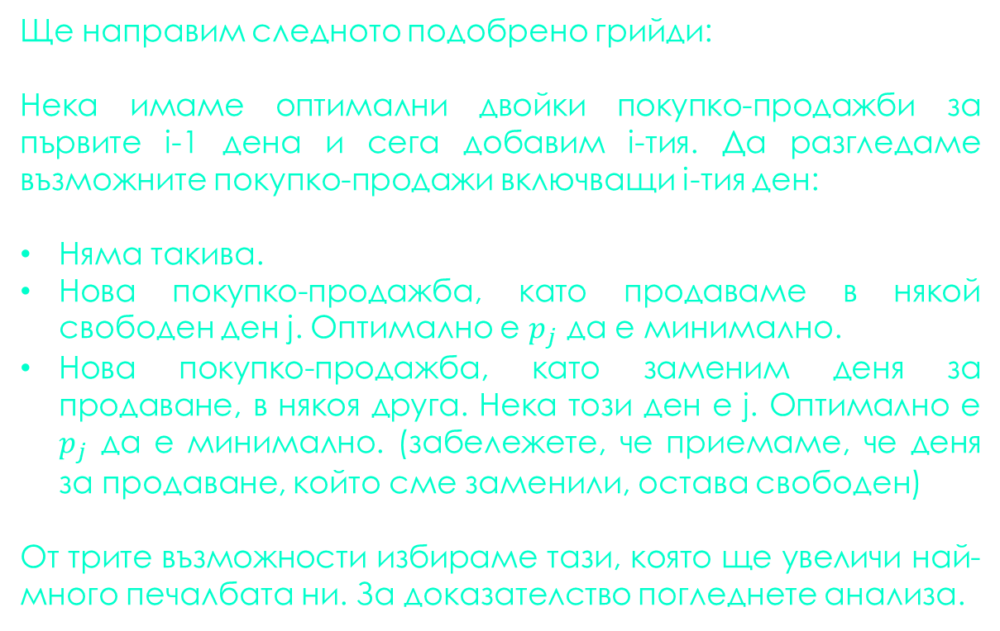 Ще направим следното подобрено грийди:
Нека имаме оптимални двойки покупко-продажби за
първите i-1 дена и сега добавим i-тия. Да разгледаме
възможните покупко-продажи включващи i-тия ден:
• Няма такива.
• Нова покупко-продажба, като продаваме в някой
свободен ден j. Оптимално е p_j да е минимално.
• Нова покупко-продажба, като заменим деня за
продаване, в някоя друга. Нека този ден е j. Оптимално е
p_j да е минимално. (забележете, че приемаме, че деня
за продаване, който сме заменили, остава свободен)
От трите възможности избираме тази, която ще увеличи най-
много печалбата ни. За доказателство погледнете анализа.